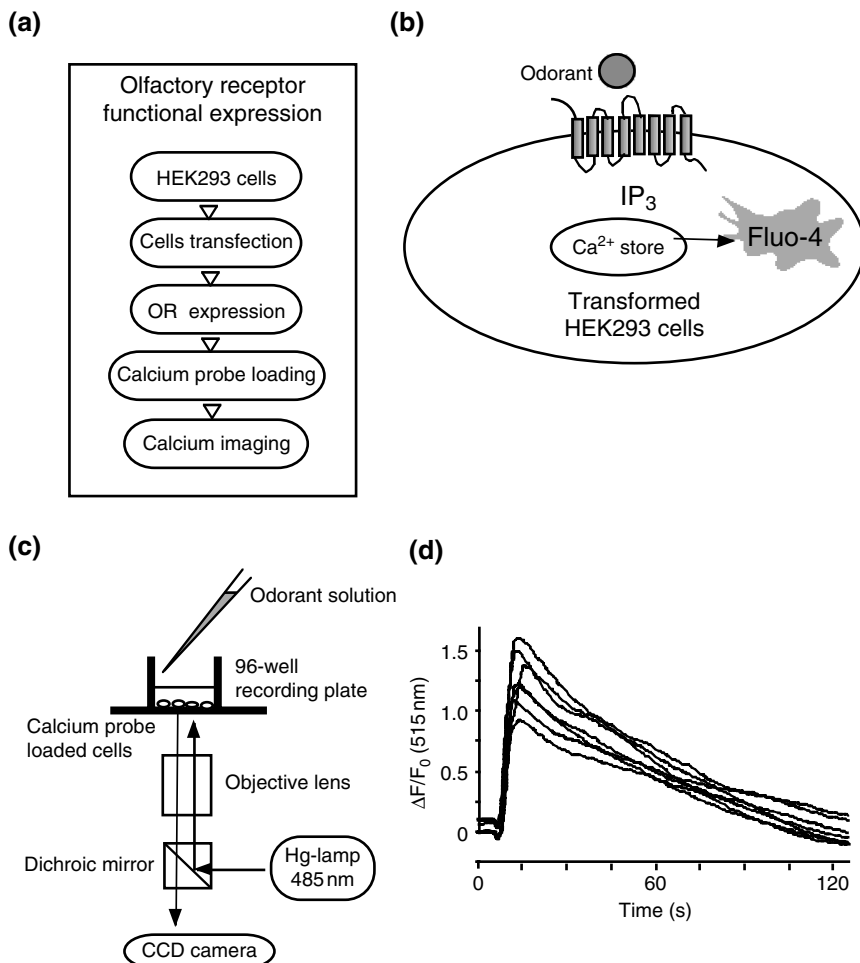 (a)
Olfactory receptor
functional expression
HEK293 cells
Cells transfection
OR expression
Calcium probe loading
Calcium imaging
(b)
Odorant
IP3
Ca2+ store
Fluo-4
Transformed
HEK293 cells
(c)
Odorant solution
96-well
recording plate
Calcium probe
loaded cells
Objective lens
Dichroic mirror
Hg-lamp
485 nm
CCD camera
(d)
ΔF/F0 (515 nm)
1.5
1.0
0.5
0
0
60
120
Time (s)